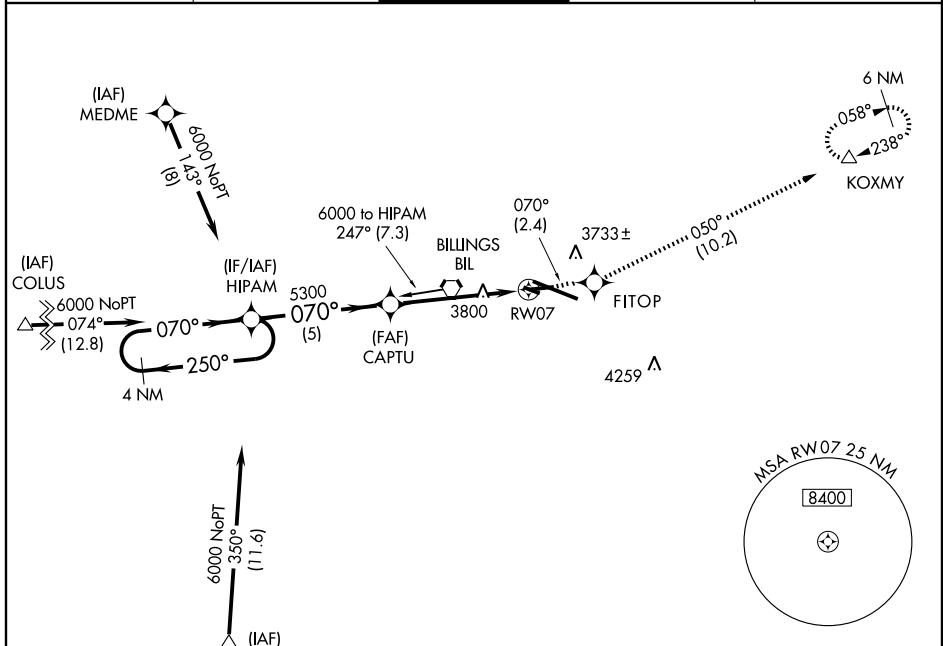 (IAF)
MEDME
6000 NoPT
143°
(8)
6 NM
058°
238°
KOXMY
050°
(10.2)
070°
(2.4)
3733±
6000 to HIPAM
247° (7.3)
BILLINGS
BIL
(IAF)
COLUS
6000 NoPT
074°
(12.8)
(IF/IAF)
HIPAM
070°
250°
4 NM
5300
070°
(5)
(FAF)
CAPTU
3800
RW07
FITOP
4259
MSA RW07 25 NM
8400
6000 NoPT
350°
(11.6)
(IAF)